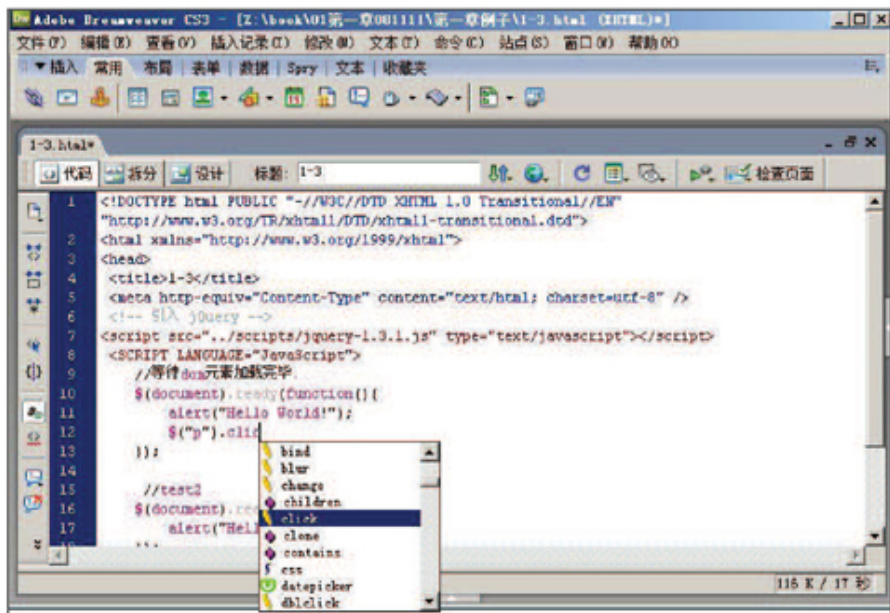 Adobe Dreamweaver CS3 - [Z:\book\01第一章081111\第一章例子\1-3.html (XHTML)*]
文件(F) 编辑(E) 查看(V) 插入记录(I) 修改(M) 文本(T) 命令(C) 站点(S) 窗口(W) 帮助(H)
▼插入 常用 布局 表单 数据 Spry 文本 收藏夹
1-3.html*
代码 拆分 设计 标题: 1-3 检查页面
1 <!DOCTYPE html PUBLIC "-//W3C//DTD XHTML 1.0 Transitional//EN"
"http://www.w3.org/TR/xhtml1/DTD/xhtml1-transitional.dtd">
2 <html xmlns="http://www.w3.org/1999/xhtml">
3 <head>
4 <title>1-3</title>
5 <meta http-equiv="Content-Type" content="text/html; charset=utf-8" />
6 <!-- 引入 jQuery -->
7 <script src="../scripts/jquery-1.3.1.js" type="text/javascript"></script>
8 <SCRIPT LANGUAGE="JavaScript">
9 //等待dom元素加载完毕.
10 $(document).ready(function(){
11 alert("Hello World!");
12 $("p").clic
13 });
14
15 //test2
16 $(document).rea
17 alert("Hell
bind
blur
change
children
click
clone
contains
css
datepicker
dblclick
116 K / 17 秒